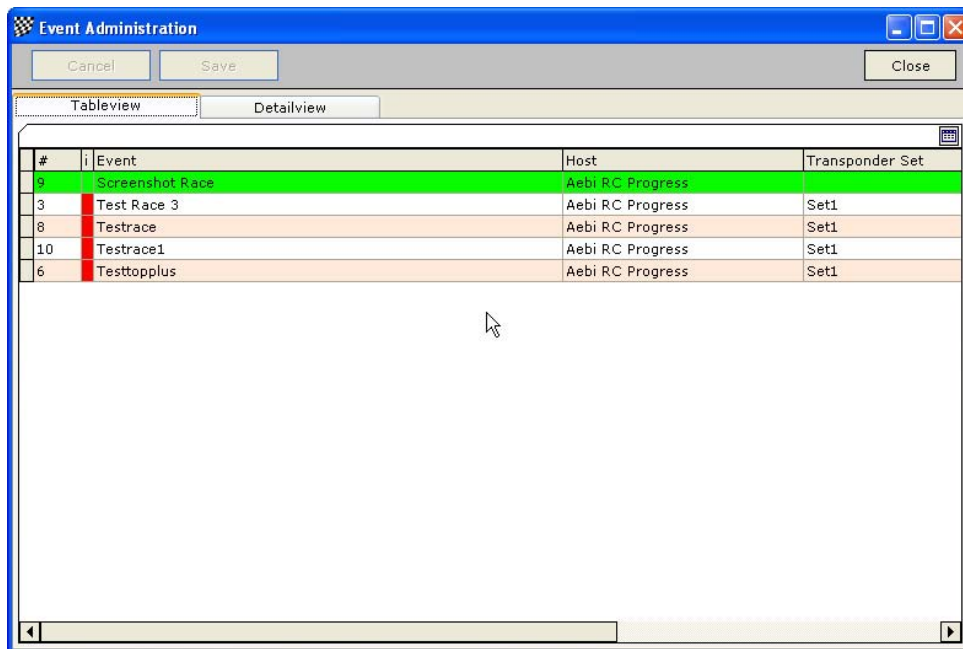 Event Administration
Cancel Save Close
Tableview Detailview
# i Event Host Transponder Set
9 Screenshot Race Aebi RC Progress
3 Test Race 3 Aebi RC Progress Set1
8 Testrace Aebi RC Progress Set1
10 Testrace1 Aebi RC Progress Set1
6 Testtopplus Aebi RC Progress Set1